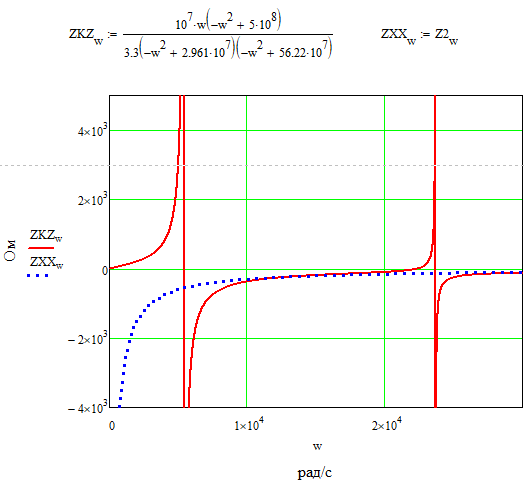 ZKZ_w := 10^7·w(-w^2 + 5·10^8) / 3.3(-w^2 + 2.961·10^7)(-w^2 + 56.22·10^7) ZXX_w := Z2_w
4×10^3
2×10^3
0
-2×10^3
-4×10^3
Ом
ZKZ_w
ZXX_w
0 1×10^4 2×10^4
w
рад/с